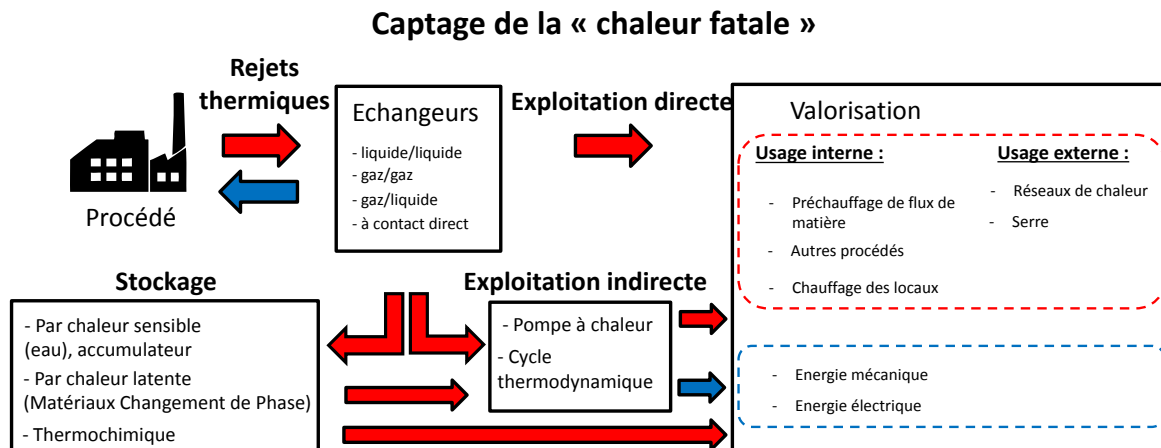 Captage de la « chaleur fatale »
Rejets
thermiques
Procédé
Echangeurs
- liquide/liquide
- gaz/gaz
- gaz/liquide
- à contact direct
Exploitation directe
Valorisation
Usage interne :
- Préchauffage de flux de
matière
- Autres procédés
- Chauffage des locaux
Usage externe :
- Réseaux de chaleur
- Serre
Stockage
- Par chaleur sensible
(eau), accumulateur
- Par chaleur latente
(Matériaux Changement de Phase)
- Thermochimique
Exploitation indirecte
- Pompe à chaleur
- Cycle
thermodynamique
- Energie mécanique
- Energie électrique